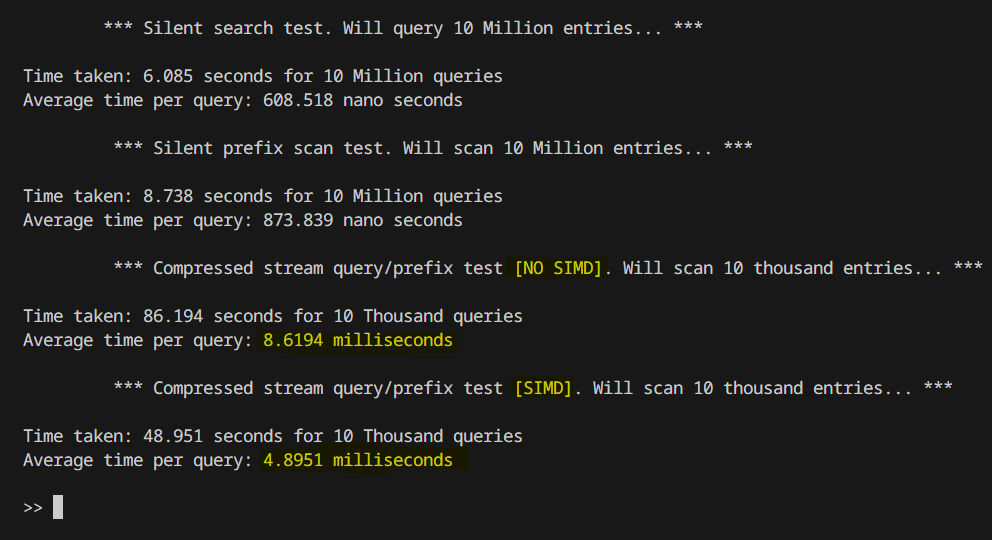 *** Silent search test. Will query 10 Million entries... ***
Time taken: 6.085 seconds for 10 Million queries
Average time per query: 608.518 nano seconds
*** Silent prefix scan test. Will scan 10 Million entries... ***
Time taken: 8.738 seconds for 10 Million queries
Average time per query: 873.839 nano seconds
*** Compressed stream query/prefix test [NO SIMD]. Will scan 10 thousand entries... ***
Time taken: 86.194 seconds for 10 Thousand queries
Average time per query: 8.6194 milliseconds
*** Compressed stream query/prefix test [SIMD]. Will scan 10 thousand entries... ***
Time taken: 48.951 seconds for 10 Thousand queries
Average time per query: 4.8951 milliseconds
>>